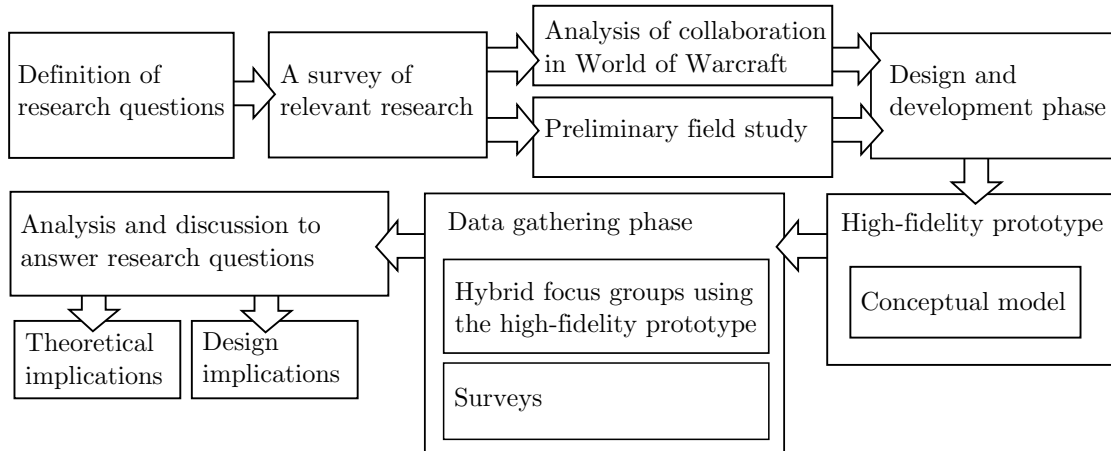 Definition of
research questions
A survey of
relevant research
Analysis of collaboration
in World of Warcraft
Preliminary field study
Design and
development phase
High-fidelity prototype
Conceptual model
Data gathering phase
Hybrid focus groups using
the high-fidelity prototype
Surveys
Analysis and discussion to
answer research questions
Theoretical
implications
Design
implications